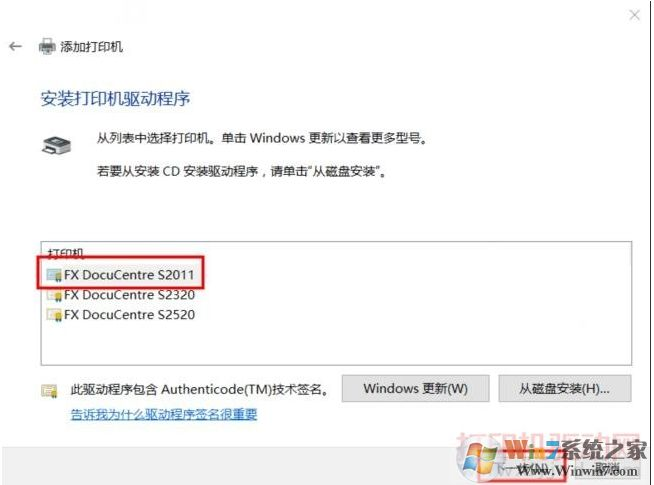 添加打印机
安装打印机驱动程序
从列表中选择打印机。单击 Windows 更新以查看更多型号。
若要从安装 CD 安装驱动程序，请单击“从磁盘安装”。
打印机
FX DocuCentre S2011
FX DocuCentre S2320
FX DocuCentre S2520
此驱动程序包含 Authenticode(TM)技术签名。
Windows 更新(W)
从磁盘安装(H)...
告诉我为什么驱动程序签名很重要
打印机驱动网
Win7系统之家
下一步(N)
取消
Www.Winwin7.com